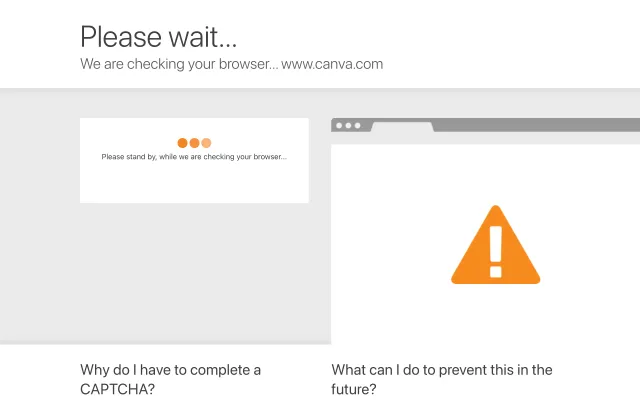 Please wait...
We are checking your browser... www.canva.com
Please stand by, while we are checking your browser...
Why do I have to complete a
CAPTCHA?
What can I do to prevent this in the
future?